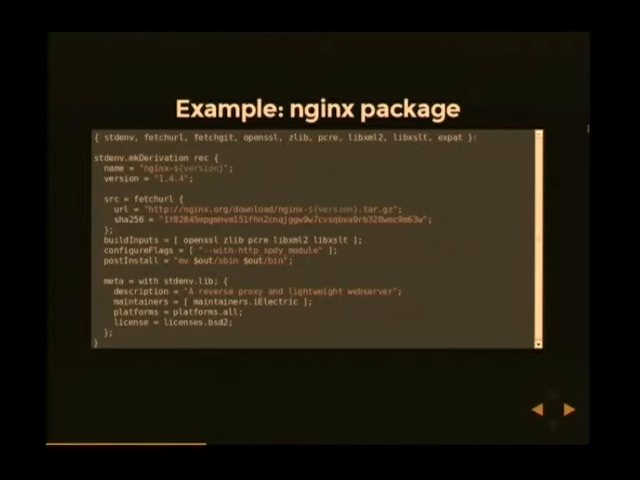 Example: nginx package
{ stdenv, fetchurl, fetchgit, openssl, zlib, pcre, libxml2, libxslt, expat }:
stdenv.mkDerivation rec {
name = "nginx-${version}";
version = "1.4.4";
src = fetchurl {
url = "http://nginx.org/download/nginx-${version}.tar.gz";
sha256 =
};
buildInputs = [ openssl zlib pcre libxml2 libxslt ];
configureFlags = [ "--with-http_spdy_module" ];
postInstall = "mv $out/sbin $out/bin";
meta = with stdenv.lib; {
description = "A reverse proxy and lightweight webserver";
maintainers = [ maintainers.iElectric ];
platforms = platforms.all;
license = licenses.bsd2;
};
}